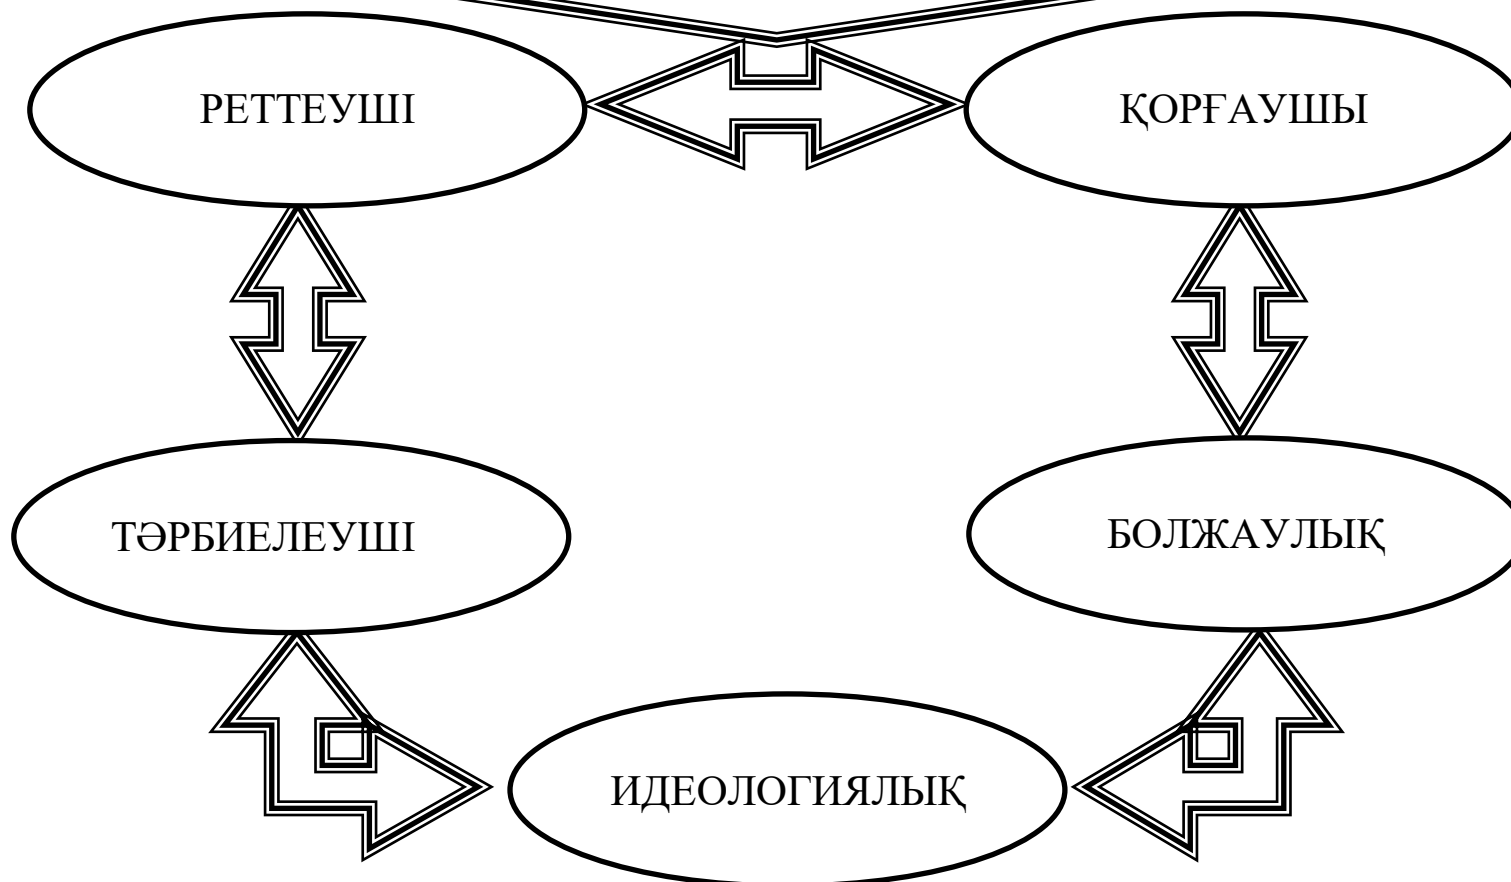 РЕТТЕУШІ
ҚОРҒАУШЫ
ТӘРБИЕЛЕУШІ
БОЛЖАУЛЫҚ
ИДЕОЛОГИЯЛЫҚ